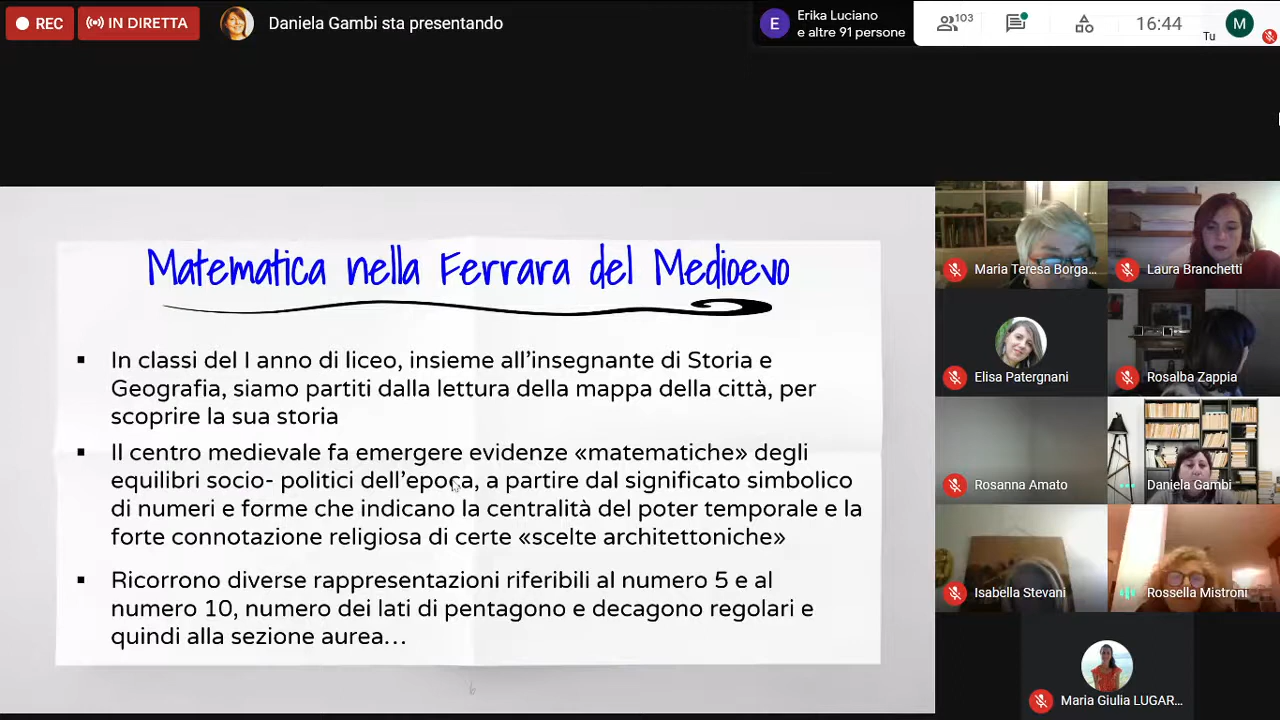 REC
IN DIRETTA
Daniela Gambi sta presentando
E
Erika Luciano
e altre 91 persone
103
16:44
Tu
M
Matematica nella Ferrara del Medioevo
In classi del I anno di liceo, insieme all'insegnante di Storia e
Geografia, siamo partiti dalla lettura della mappa della città, per
scoprire la sua storia
Il centro medievale fa emergere evidenze «matematiche» degli
equilibri socio- politici dell'epoca, a partire dal significato simbolico
di numeri e forme che indicano la centralità del poter temporale e la
forte connotazione religiosa di certe «scelte architettoniche»
Ricorrono diverse rappresentazioni riferibili al numero 5 e al
numero 10, numero dei lati di pentagono e decagono regolari e
quindi alla sezione aurea…
Maria Teresa Borga...
Laura Branchetti
Elisa Patergnani
Rosalba Zappia
Rosanna Amato
Daniela Gambi
Isabella Stevani
Rossella Mistroni
Maria Giulia LUGAR...